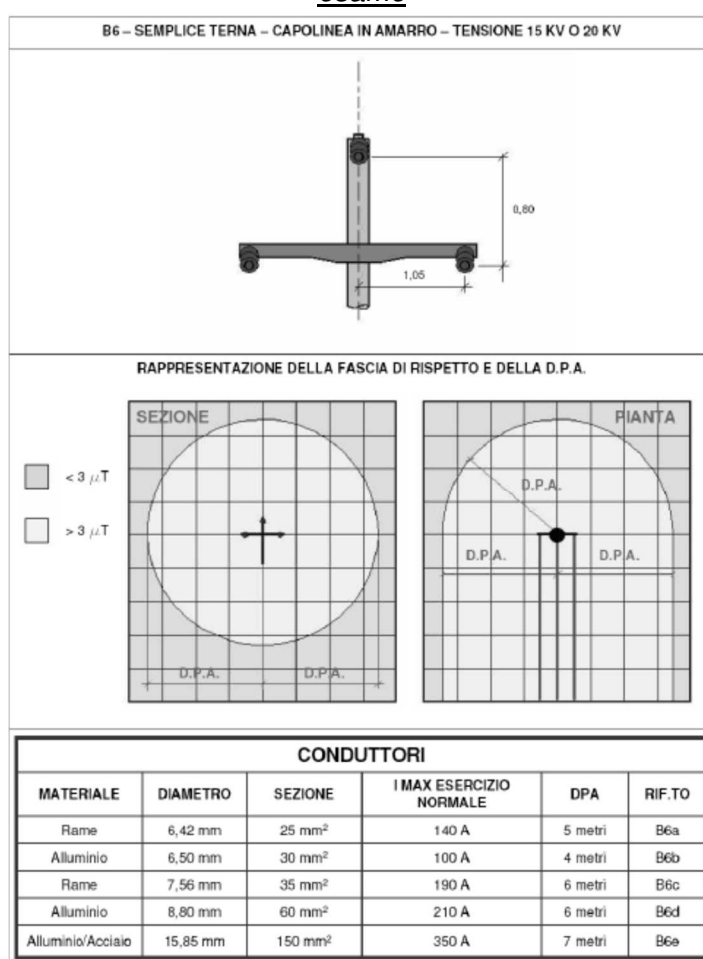 esame
B6 – SEMPLICE TERNA – CAPOLINEA IN AMARRO – TENSIONE 15 KV O 20 KV
0,80
1,05
RAPPRESENTAZIONE DELLA FASCIA DI RISPETTO E DELLA D.P.A.
SEZIONE
PIANTA
< 3 μT
> 3 μT
D.P.A.
D.P.A. D.P.A.
D.P.A. D.P.A.
CONDUTTORI
MATERIALE DIAMETRO SEZIONE I MAX ESERCIZIO NORMALE DPA RIF.TO
Rame 6,42 mm 25 mm² 140 A 5 metri B6a
Alluminio 6,50 mm 30 mm² 100 A 4 metri B6b
Rame 7,56 mm 35 mm² 190 A 6 metri B6c
Alluminio 8,80 mm 60 mm² 210 A 6 metri B6d
Alluminio/Acciaio 15,85 mm 150 mm² 350 A 7 metri B6e